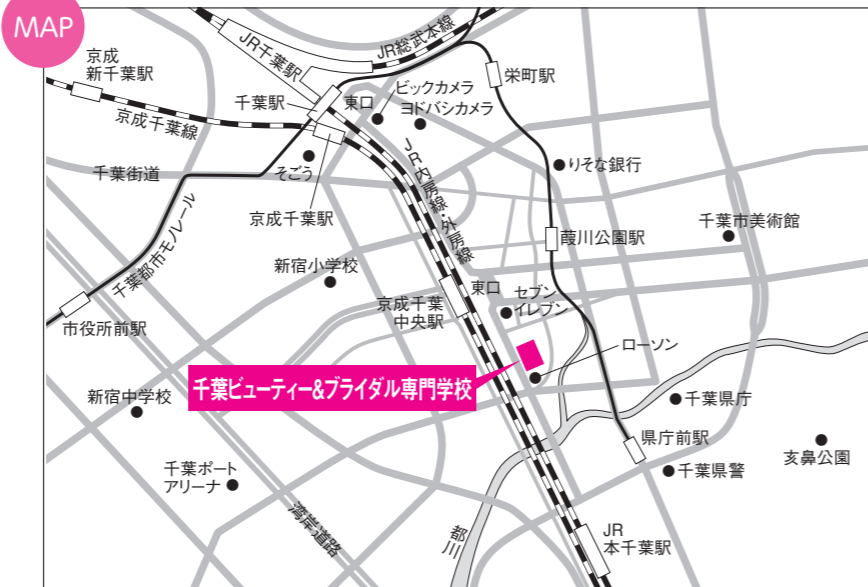 MAP
京成
新千葉駅
JR千葉駅
JR総武本線
栄町駅
千葉駅
東口
ビックカメラ
ヨドバシカメラ
京成千葉線
千葉街道
そごう
JR内房線・外房線
りそな銀行
京成千葉駅
千葉都市モノレール
葭川公園駅
千葉市美術館
新宿小学校
東口
京成千葉
中央駅
セブン
イレブン
市役所前駅
ローソン
千葉ビューティー&ブライダル専門学校
新宿中学校
千葉県庁
県庁前駅
亥鼻公園
千葉ポート
アリーナ
千葉県警
湾岸道路
都川
JR
本千葉駅